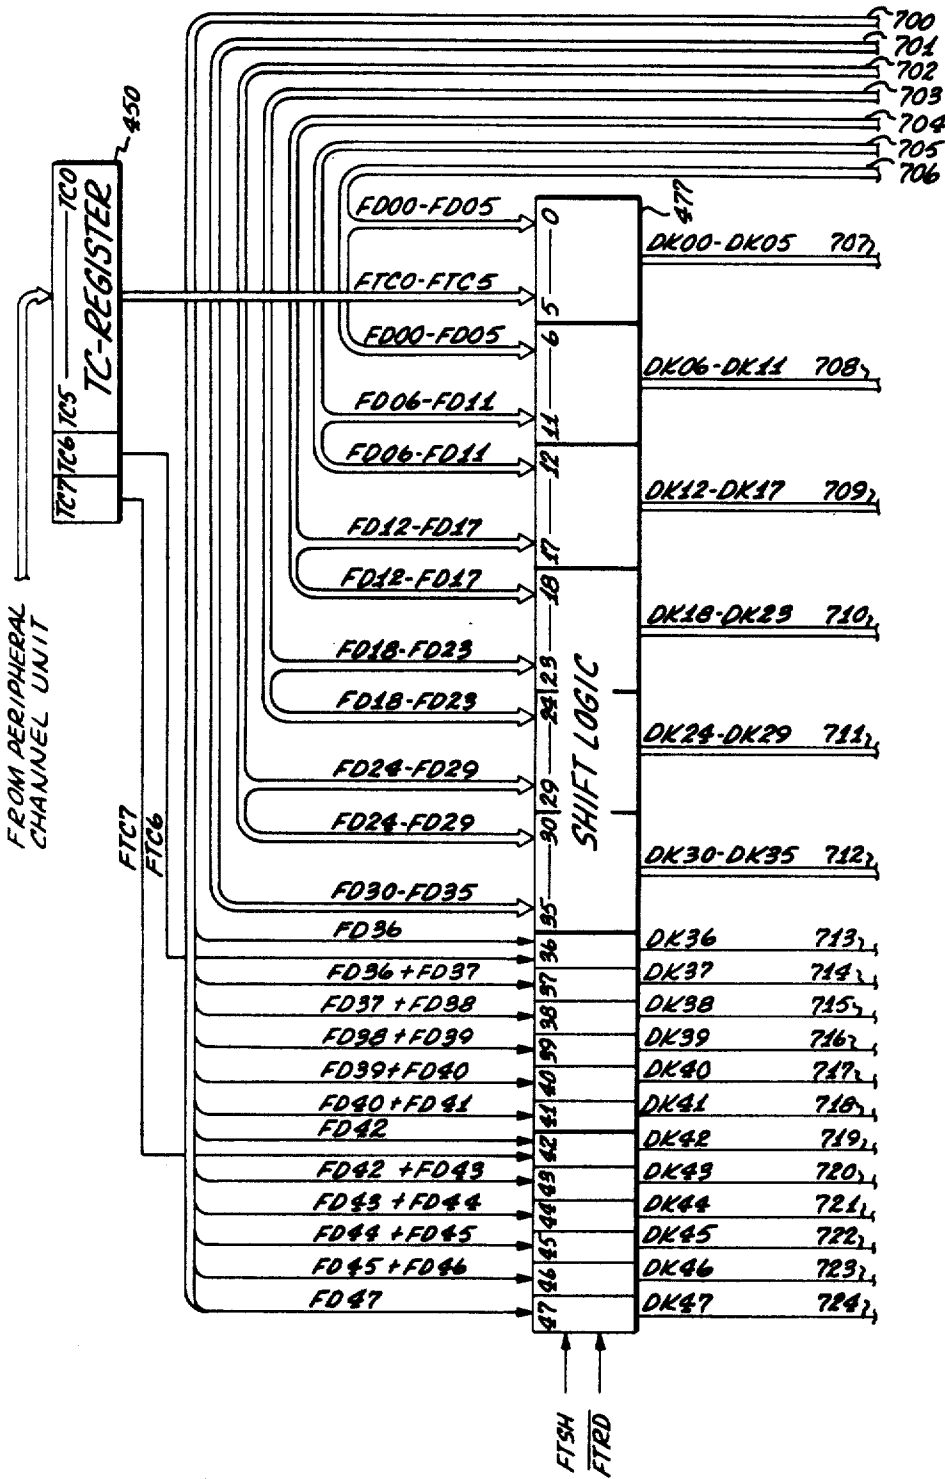 700
701
702
703
704
705
706
450
TC7 TC6 TC5 TC0
TC-REGISTER
FROM PERIPHERAL
CHANNEL UNIT
FTC7
FTC6
477
FD00-FD05
FTC0-FTC5
FD00-FD05
FD06-FD11
FD06-FD11
FD12-FD17
FD12-FD17
FD18-FD23
FD18-FD23
FD24-FD29
FD24-FD29
FD30-FD35
FD36
FD36+FD37
FD37+FD38
FD38+FD39
FD39+FD40
FD40+FD41
FD42
FD42+FD43
FD43+FD44
FD44+FD45
FD45+FD46
FD47
0
5
6
11
12
17
18
23
24
29
30
35
36
37
38
39
40
41
42
43
44
45
46
47
SHIFT LOGIC
DK00-DK05 707
DK06-DK11 708
DK12-DK17 709
DK18-DK23 710
DK24-DK29 711
DK30-DK35 712
DK36 713
DK37 714
DK38 715
DK39 716
DK40 717
DK41 718
DK42 719
DK43 720
DK44 721
DK45 722
DK46 723
DK47 724
FTSH
FTRD